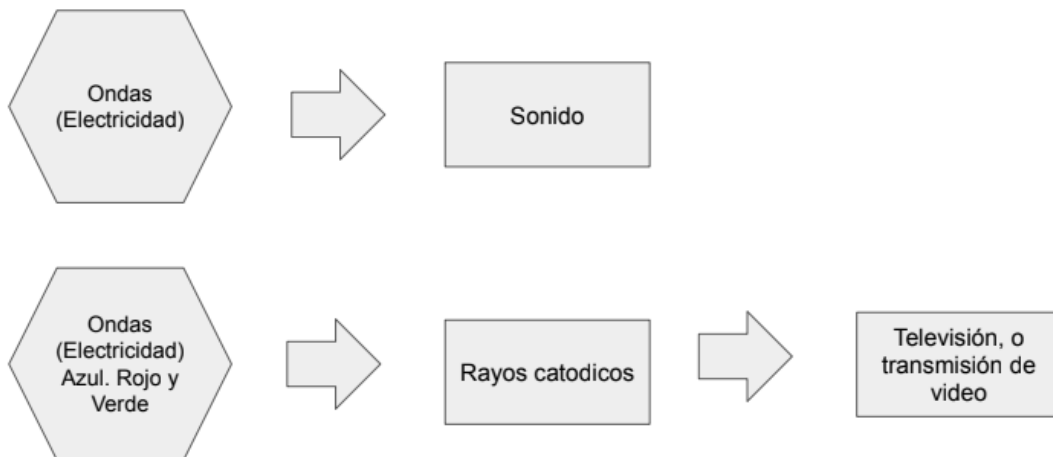 Ondas
(Electricidad)
Sonido
Ondas
(Electricidad)
Azul. Rojo y
Verde
Rayos catodicos
Televisión, o
transmisión de
video